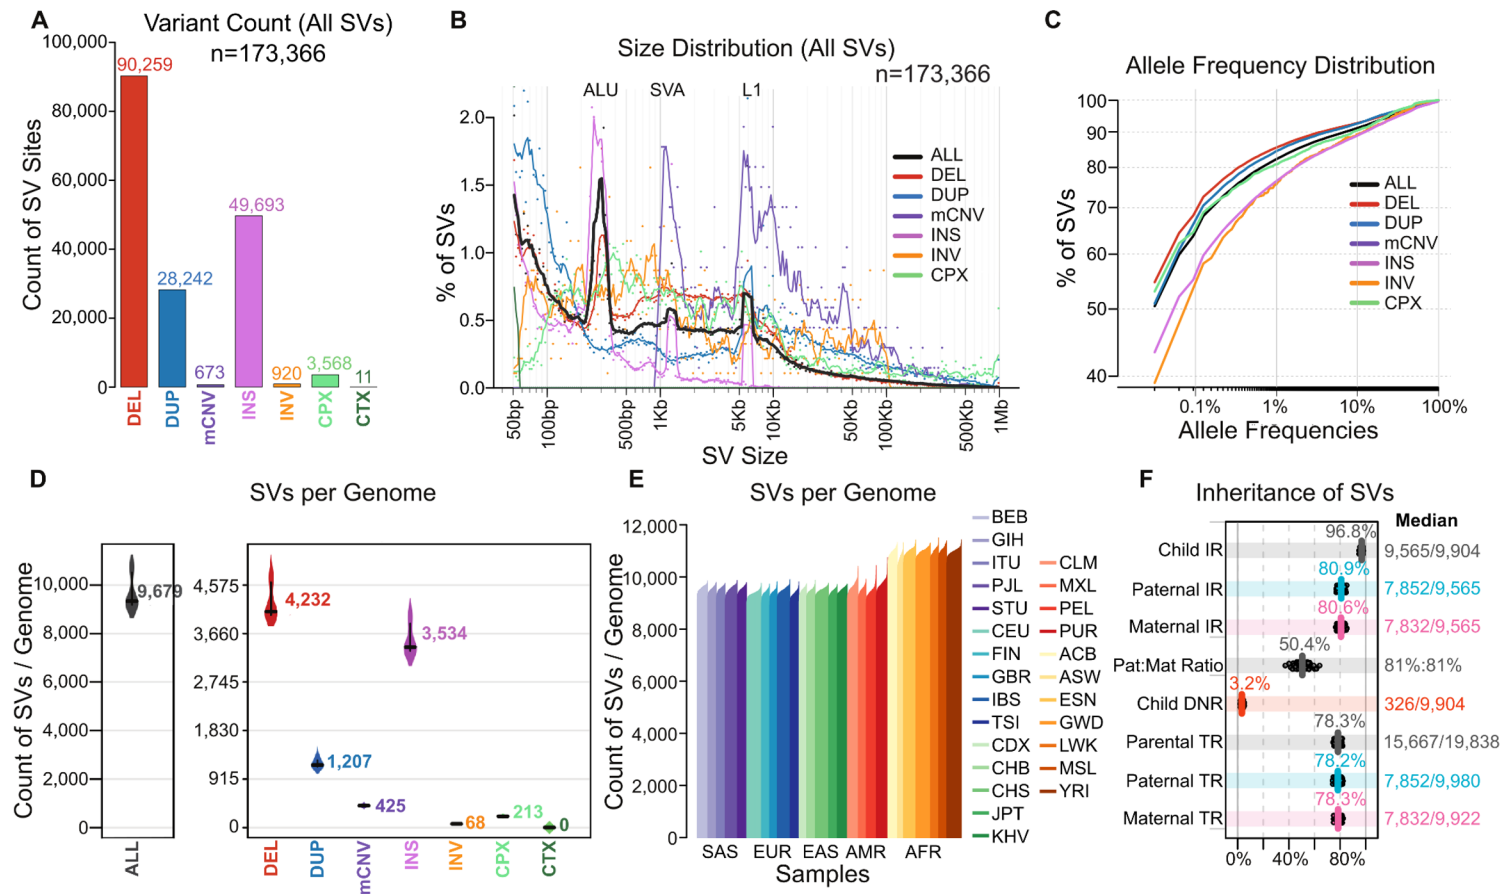 A
Variant Count (All SVs)
n=173,366
Count of SV Sites
100,000
80,000
60,000
40,000
20,000
0
90,259
28,242
673
49,693
920
3,568
11
DEL
DUP
mCNV
INS
INV
CPX
CTX
B
Size Distribution (All SVs)
n=173,366
ALU
SVA
L1
% of SVs
2.0
1.5
1.0
0.5
0.0
ALL
DEL
DUP
mCNV
INS
INV
CPX
50bp
100bp
500bp
1Kb
5Kb
10Kb
50Kb
100Kb
500Kb
1Mb
SV Size
C
Allele Frequency Distribution
% of SVs
100
90
80
70
60
50
40
ALL
DEL
DUP
mCNV
INS
INV
CPX
0.1%
1%
10%
100%
Allele Frequencies
D
SVs per Genome
Count of SVs / Genome
10,000
8,000
6,000
4,000
2,000
0
9,679
ALL
4,575
3,660
2,745
1,830
915
0
4,232
1,207
425
3,534
68
213
0
DEL
DUP
mCNV
INS
INV
CPX
CTX
E
SVs per Genome
Count of SVs / Genome
12,000
10,000
8,000
6,000
4,000
2,000
0
SAS
EUR
EAS
AMR
AFR
Samples
BEB
GIH
ITU
PJL
STU
CEU
FIN
GBR
IBS
TSI
CDX
CHB
CHS
JPT
KHV
CLM
MXL
PEL
PUR
ACB
ASW
ESN
GWD
LWK
MSL
YRI
F
Inheritance of SVs
Median
Child IR 96.8% 9,565/9,904
Paternal IR 80.9% 7,852/9,565
Maternal IR 80.6% 7,832/9,565
Pat:Mat Ratio 50.4% 81%:81%
Child DNR 3.2% 326/9,904
Parental TR 78.3% 15,667/19,838
Paternal TR 78.2% 7,852/9,980
Maternal TR 78.3% 7,832/9,922
0%
40%
80%